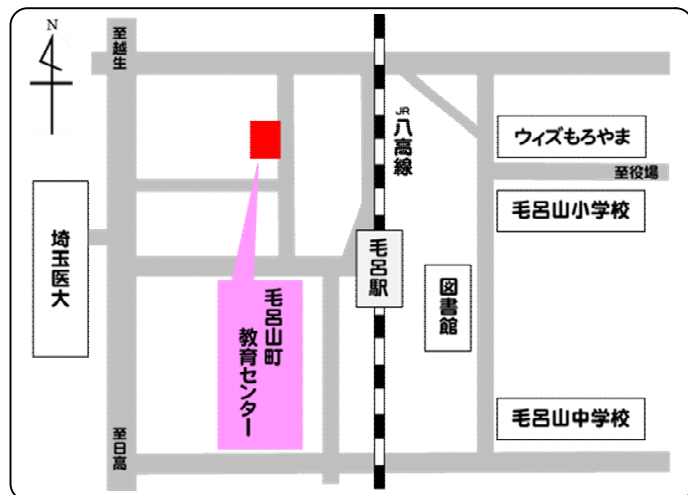 N
至越生
JR八高線
ウィズもろやま
至役場
毛呂山小学校
埼玉医大
毛呂駅
図書館
毛呂山町
教育センター
毛呂山中学校
至日高